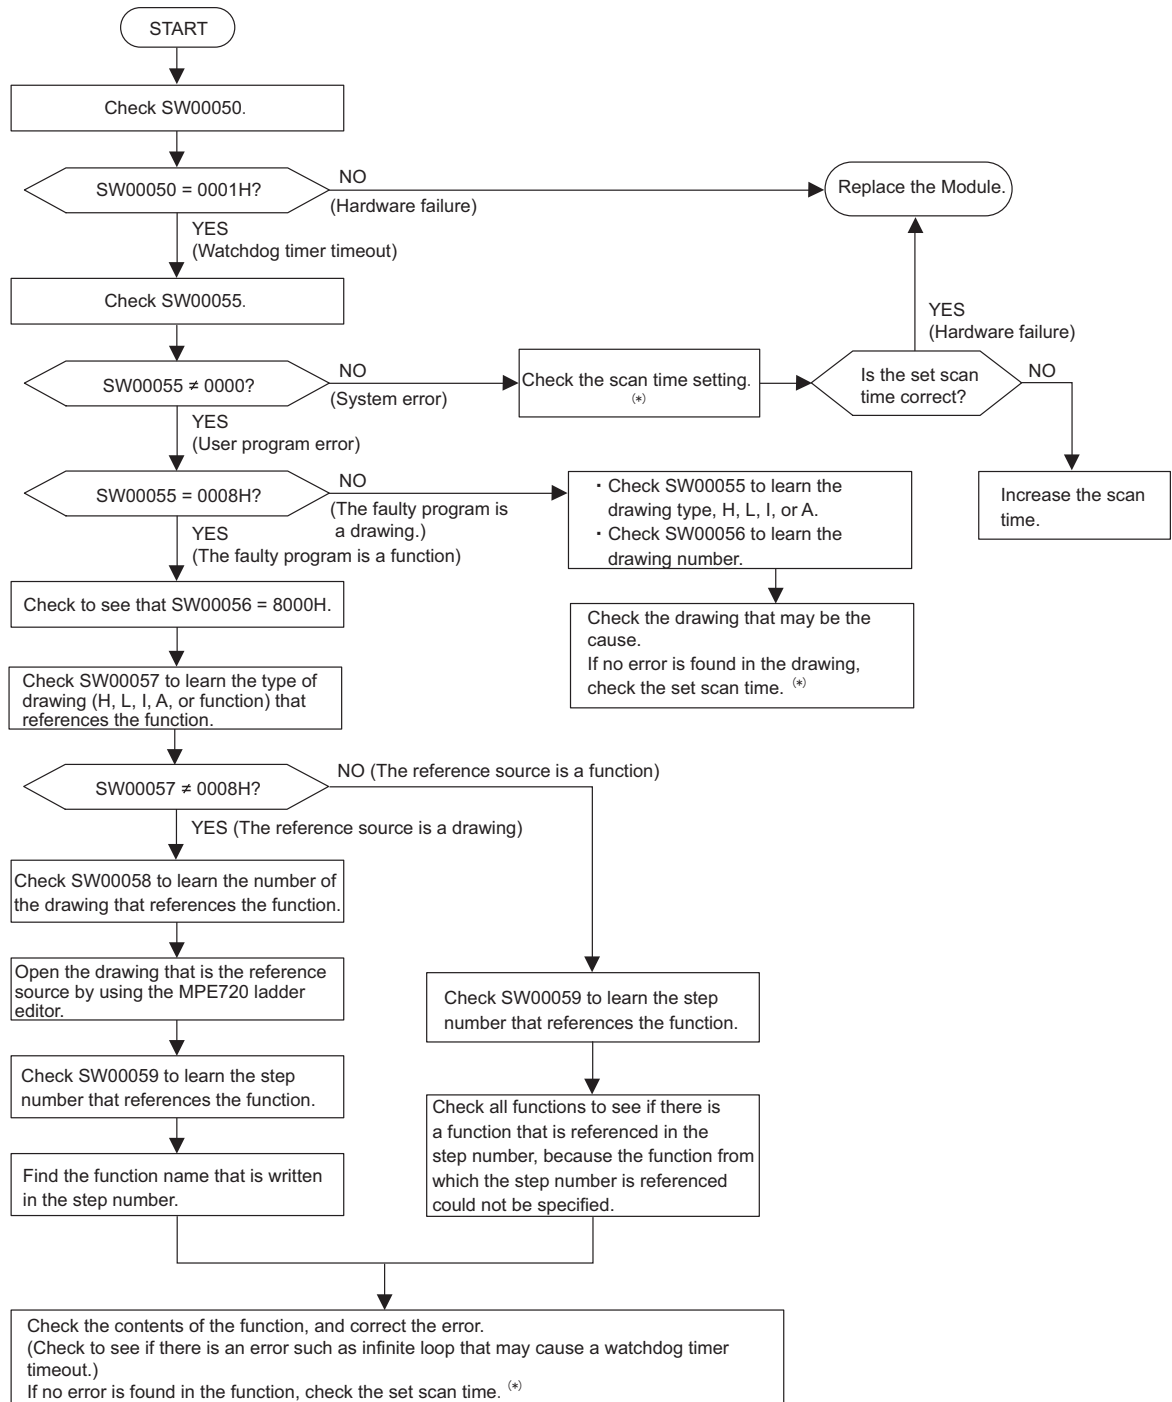 START
Check SW00050.
SW00050 = 0001H?
NO
(Hardware failure)
Replace the Module.
YES
(Watchdog timer timeout)
Check SW00055.
YES
(Hardware failure)
SW00055 ≠ 0000?
NO
(System error)
Check the scan time setting.
(*)
Is the set scan
time correct?
NO
YES
(User program error)
Increase the scan
time.
SW00055 = 0008H?
NO
(The faulty program is
a drawing.)
・Check SW00055 to learn the
drawing type, H, L, I, or A.
・Check SW00056 to learn the
drawing number.
YES
(The faulty program is a function)
Check to see that SW00056 = 8000H.
Check the drawing that may be the
cause.
If no error is found in the drawing,
check the set scan time. (*)
Check SW00057 to learn the type of
drawing (H, L, I, A, or function) that
references the function.
SW00057 ≠ 0008H?
NO (The reference source is a function)
YES (The reference source is a drawing)
Check SW00058 to learn the number of
the drawing that references the function.
Open the drawing that is the reference
source by using the MPE720 ladder
editor.
Check SW00059 to learn the step
number that references the function.
Find the function name that is written
in the step number.
Check SW00059 to learn the step
number that references the function.
Check all functions to see if there is
a function that is referenced in the
step number, because the function from
which the step number is referenced
could not be specified.
Check the contents of the function, and correct the error.
(Check to see if there is an error such as infinite loop that may cause a watchdog timer
timeout.)
If no error is found in the function, check the set scan time. (*)